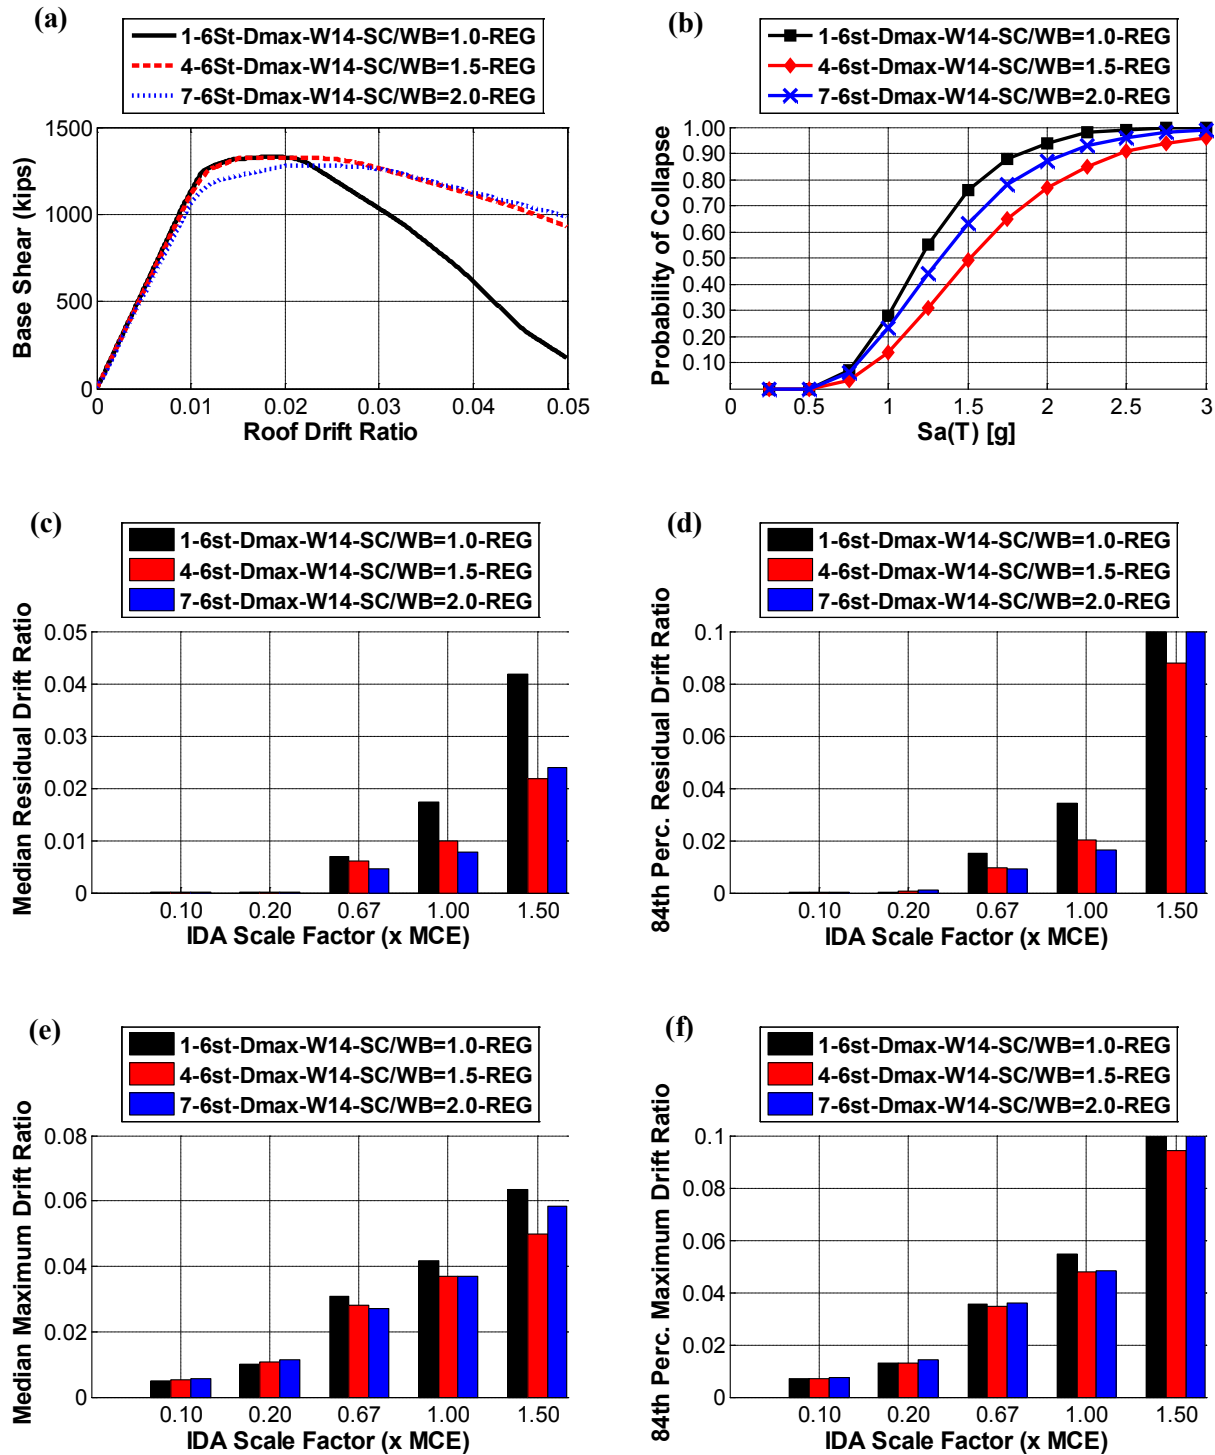 (a)
1-6St-Dmax-W14-SC/WB=1.0-REG
4-6St-Dmax-W14-SC/WB=1.5-REG
7-6St-Dmax-W14-SC/WB=2.0-REG
Base Shear (kips)
1500
1000
500
0
0 0.01 0.02 0.03 0.04 0.05
Roof Drift Ratio
(b)
1-6st-Dmax-W14-SC/WB=1.0-REG
4-6st-Dmax-W14-SC/WB=1.5-REG
7-6st-Dmax-W14-SC/WB=2.0-REG
Probability of Collapse
1.00
0.90
0.80
0.70
0.60
0.50
0.40
0.30
0.20
0.10
0 0.5 1 1.5 2 2.5 3
Sa(T) [g]
(c)
1-6st-Dmax-W14-SC/WB=1.0-REG
4-6st-Dmax-W14-SC/WB=1.5-REG
7-6st-Dmax-W14-SC/WB=2.0-REG
Median Residual Drift Ratio
0.05
0.04
0.03
0.02
0.01
0
0.10 0.20 0.67 1.00 1.50
IDA Scale Factor (x MCE)
(d)
1-6st-Dmax-W14-SC/WB=1.0-REG
4-6st-Dmax-W14-SC/WB=1.5-REG
7-6st-Dmax-W14-SC/WB=2.0-REG
84th Perc. Residual Drift Ratio
0.1
0.08
0.06
0.04
0.02
0
0.10 0.20 0.67 1.00 1.50
IDA Scale Factor (x MCE)
(e)
1-6st-Dmax-W14-SC/WB=1.0-REG
4-6st-Dmax-W14-SC/WB=1.5-REG
7-6st-Dmax-W14-SC/WB=2.0-REG
Median Maximum Drift Ratio
0.08
0.06
0.04
0.02
0
0.10 0.20 0.67 1.00 1.50
IDA Scale Factor (x MCE)
(f)
1-6st-Dmax-W14-SC/WB=1.0-REG
4-6st-Dmax-W14-SC/WB=1.5-REG
7-6st-Dmax-W14-SC/WB=2.0-REG
84th Perc. Maximum Drift Ratio
0.1
0.08
0.06
0.04
0.02
0
0.10 0.20 0.67 1.00 1.50
IDA Scale Factor (x MCE)